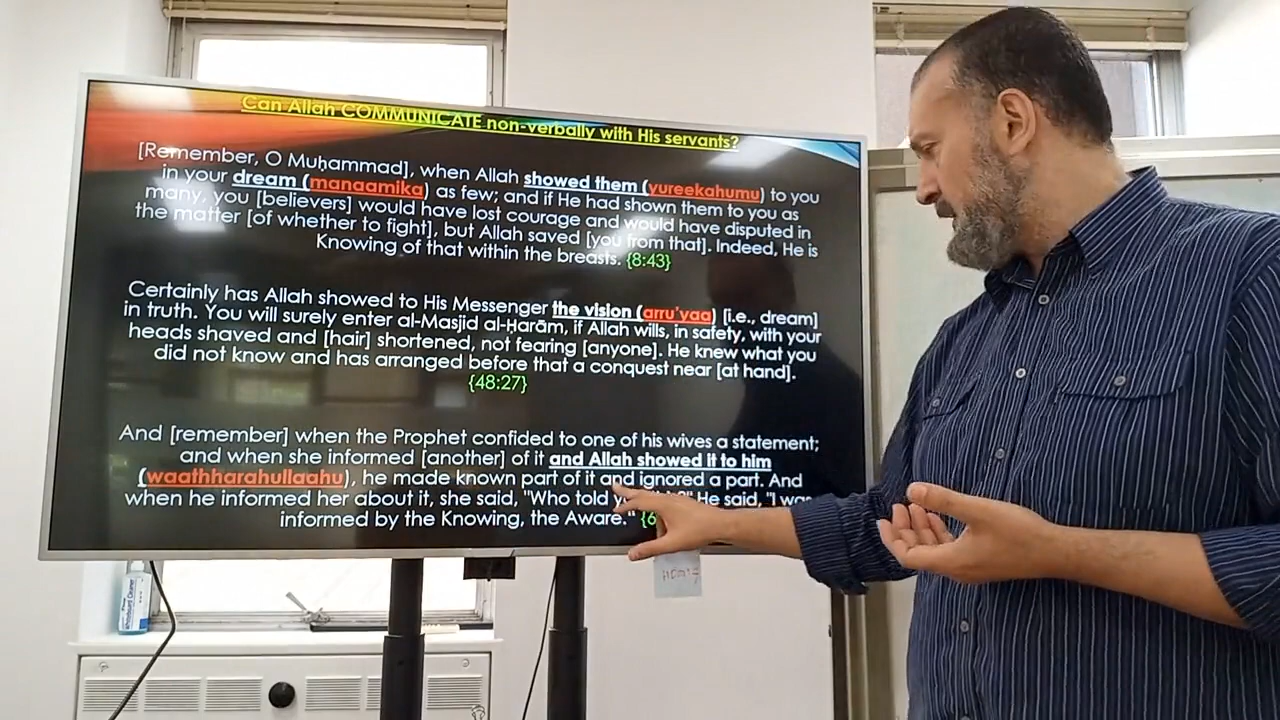 Can Allah COMMUNICATE non-verbally with His servants?
[Remember, O Muḥammad], when Allah showed them (yureekahumu) to you
in your dream (manaamika) as few; and if He had shown them to you as
many, you [believers] would have lost courage and would have disputed in
the matter [of whether to fight], but Allah saved [you from that]. Indeed, He is
Knowing of that within the breasts. {8:43}
Certainly has Allah showed to His Messenger the vision (arru'yaa) [i.e., dream]
in truth. You will surely enter al-Masjid al-Ḥarām, if Allah wills, in safety, with your
heads shaved and [hair] shortened, not fearing [anyone]. He knew what you
did not know and has arranged before that a conquest near [at hand].
{48:27}
And [remember] when the Prophet confided to one of his wives a statement;
and when she informed [another] of it and Allah showed it to him
(waathharahullaahu), he made known part of it and ignored a part. And
when he informed her about it, she said, "Who told He said, "I was
informed by the Knowing, the Aware." {6